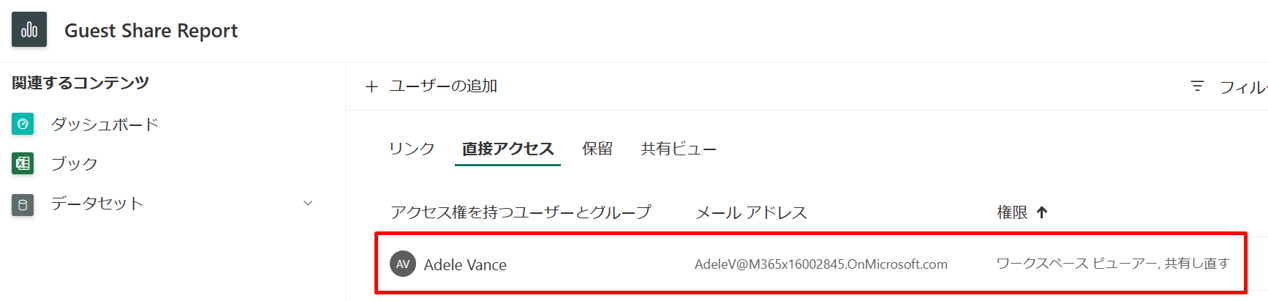 Guest Share Report
関連するコンテンツ
ダッシュボード
ブック
データセット
+ ユーザーの追加
フィル
リンク 直接アクセス 保留 共有ビュー
アクセス権を持つユーザーとグループ メール アドレス 権限 ↑
AV Adele Vance AdeleV@M365x16002845.OnMicrosoft.com ワークスペース ビューアー, 共有し直す